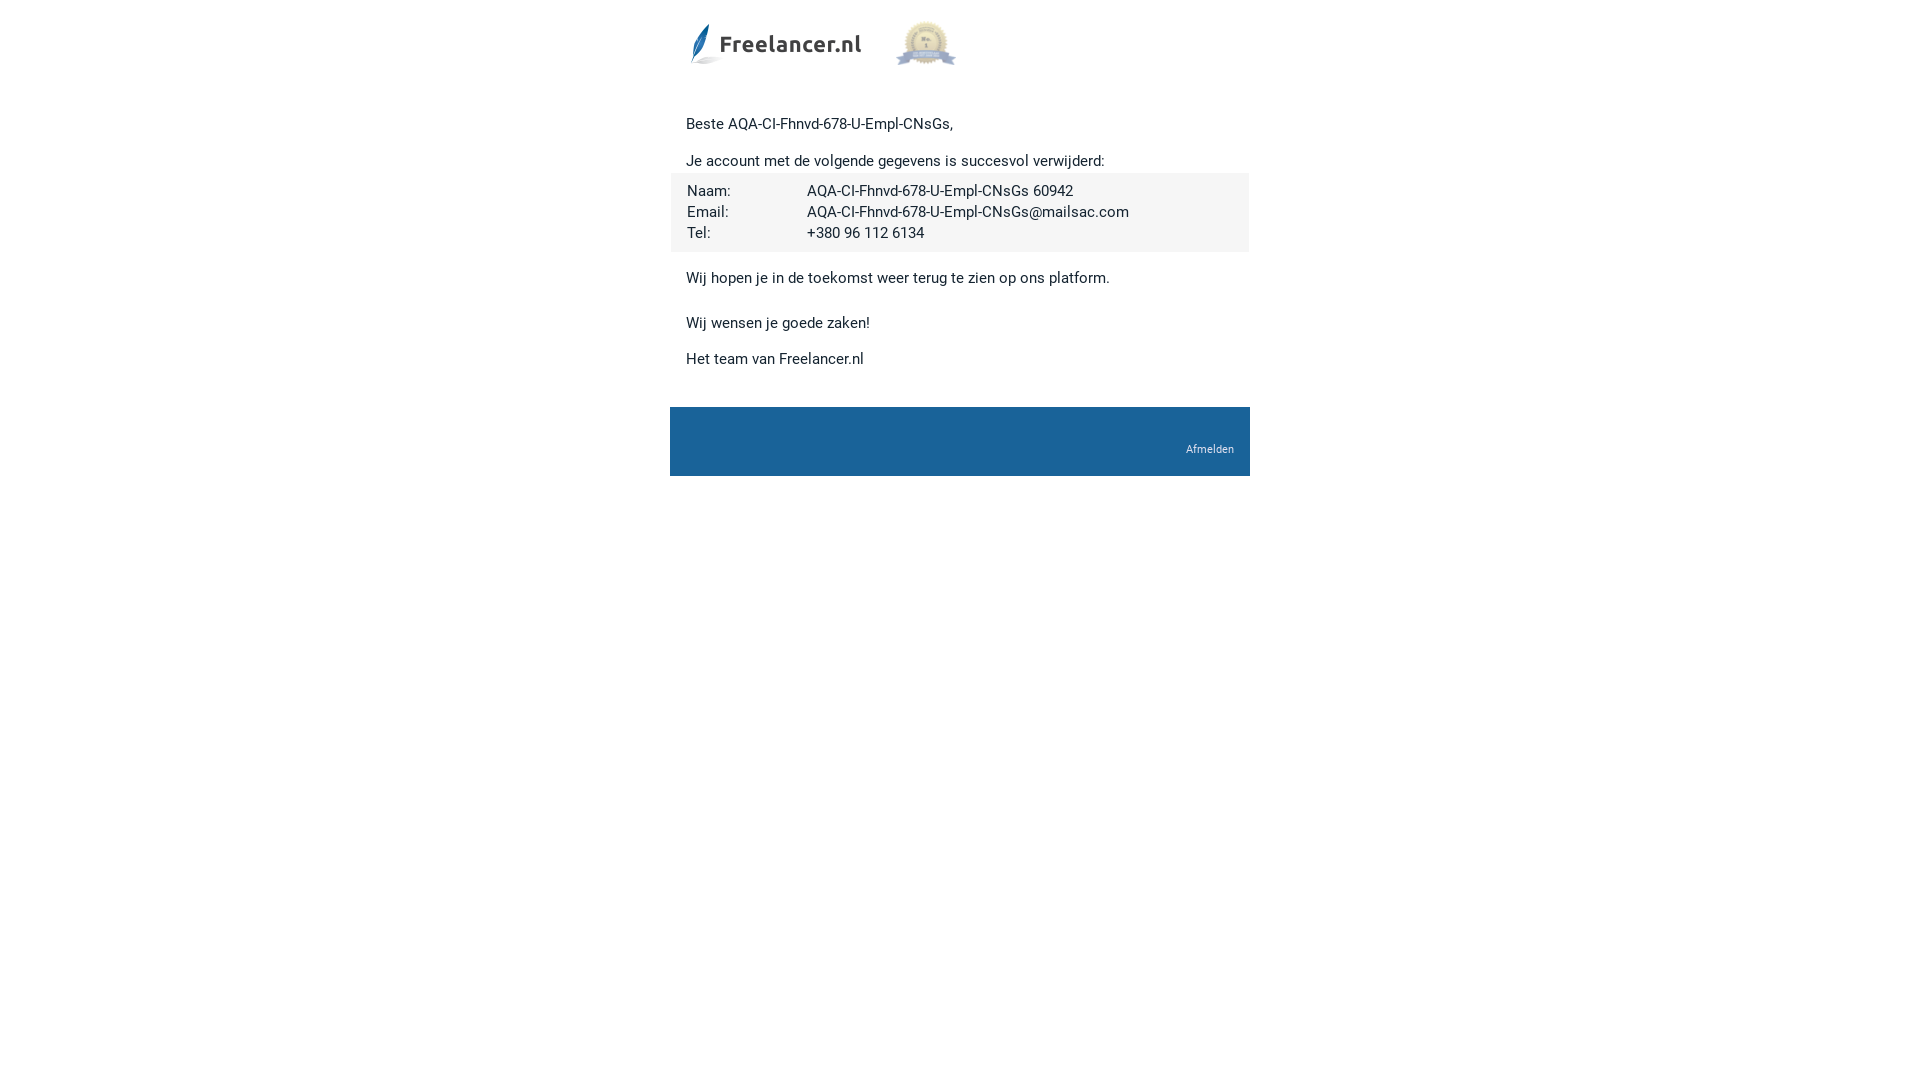 Freelancer.nl
Beste AQA-CI-Fhnvd-678-U-Empl-CNsGs,
Je account met de volgende gegevens is succesvol verwijderd:
Naam: AQA-CI-Fhnvd-678-U-Empl-CNsGs 60942
Email: AQA-CI-Fhnvd-678-U-Empl-CNsGs@mailsac.com
Tel: +380 96 112 6134
Wij hopen je in de toekomst weer terug te zien op ons platform.
Wij wensen je goede zaken!
Het team van Freelancer.nl
Afmelden